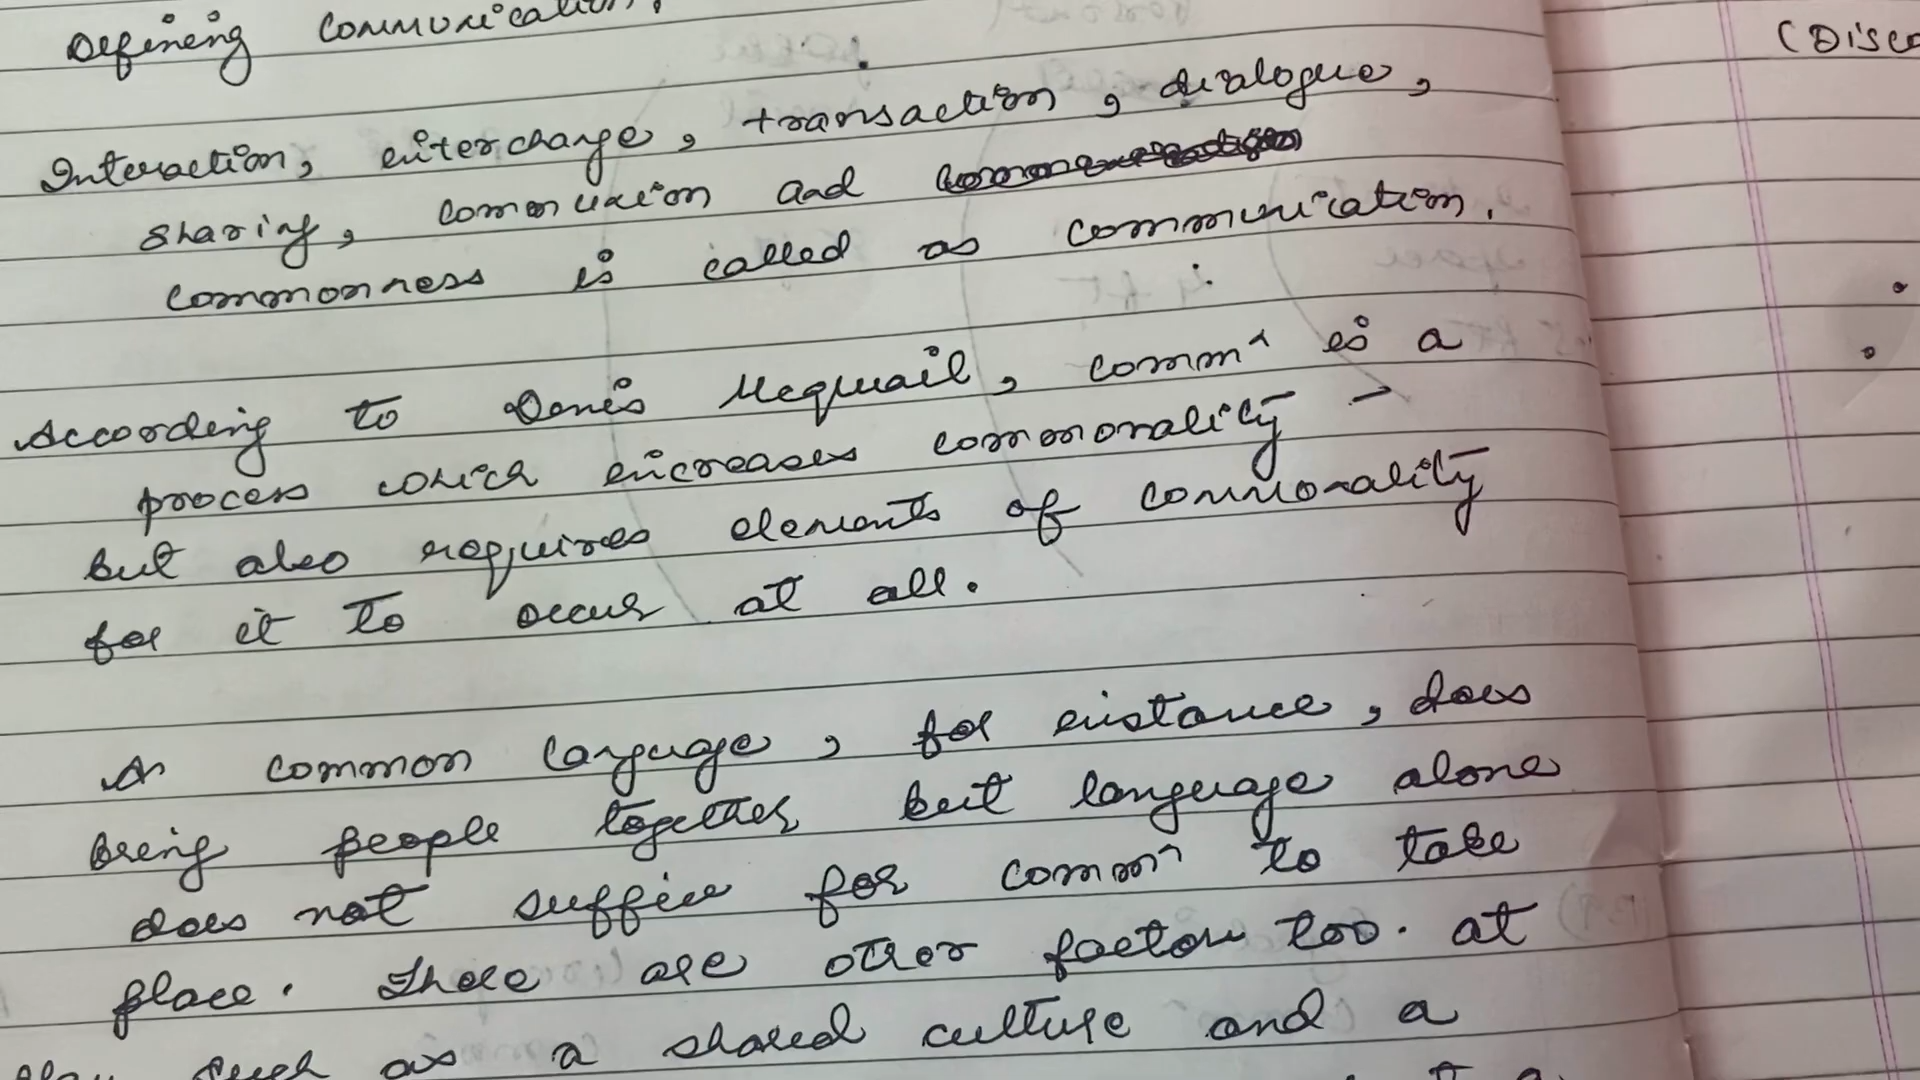 Defining communication.
Interaction, interchange, transaction, dialogue,
sharing, communion and
commonness is called as communication.
According to Denis Mcquail, commⁿ is a
process which increases commonality -
but also requires elements of commonality
for it to occur at all.
A common language, for instance, does
bring people together but language alone
does not suffice for commⁿ to take
place. There are other factors too. at
play such as a shared culture and a
(Disco